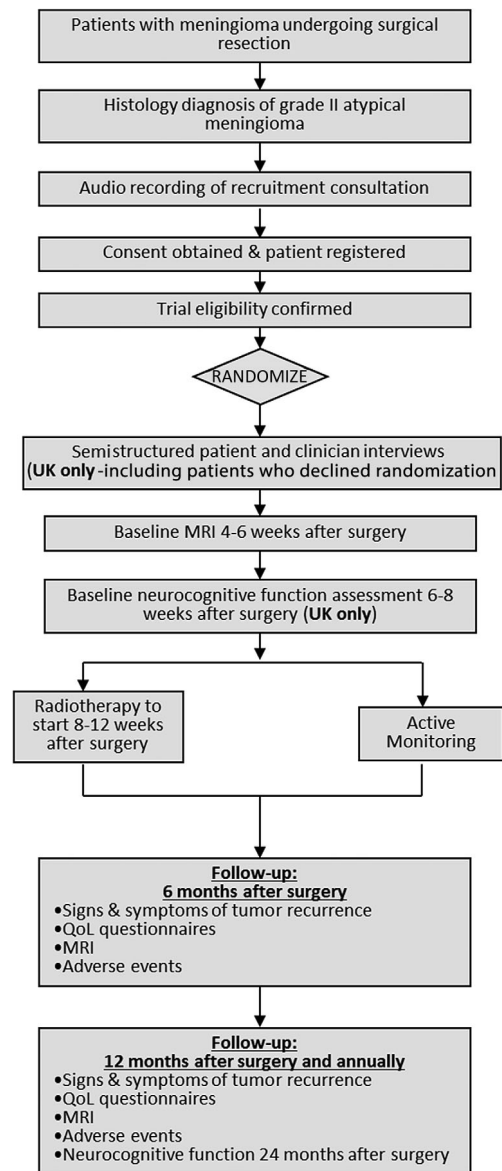 Patients with meningioma undergoing surgical
resection
Histology diagnosis of grade II atypical
meningioma
Audio recording of recruitment consultation
Consent obtained & patient registered
Trial eligibility confirmed
RANDOMIZE
Semistructured patient and clinician interviews
(UK only -including patients who declined randomization
Baseline MRI 4-6 weeks after surgery
Baseline neurocognitive function assessment 6-8
weeks after surgery (UK only)
Radiotherapy to
start 8-12 weeks
after surgery
Active
Monitoring
Follow-up:
6 months after surgery
•Signs & symptoms of tumor recurrence
•QoL questionnaires
•MRI
•Adverse events
Follow-up:
12 months after surgery and annually
•Signs & symptoms of tumor recurrence
•QoL questionnaires
•MRI
•Adverse events
•Neurocognitive function 24 months after surgery